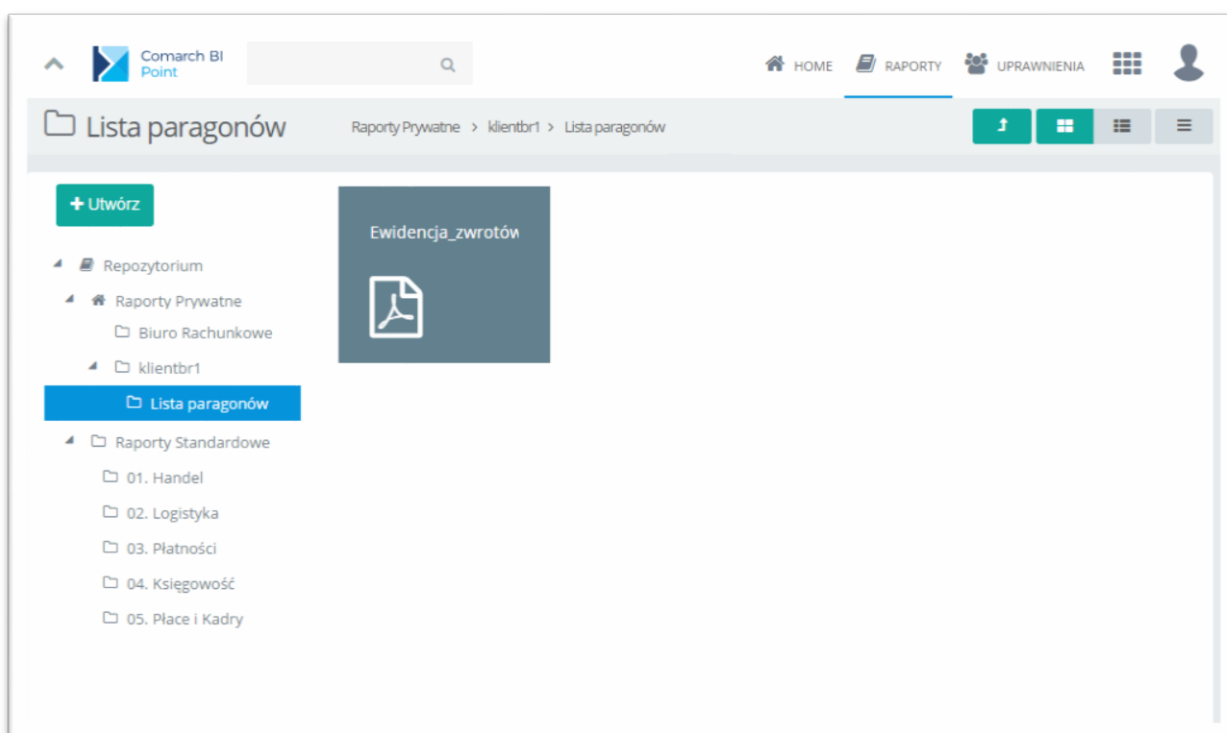 Comarch BI
Point
HOME
RAPORTY
UPRAWNIENIA
Lista paragonów
Raporty Prywatne > klientbr1 > Lista paragonów
+ Utwórz
Ewidencja_zwrotów
Repozytorium
Raporty Prywatne
Biuro Rachunkowe
klientbr1
Lista paragonów
Raporty Standardowe
01. Handel
02. Logistyka
03. Płatności
04. Księgowość
05. Płace i Kadry